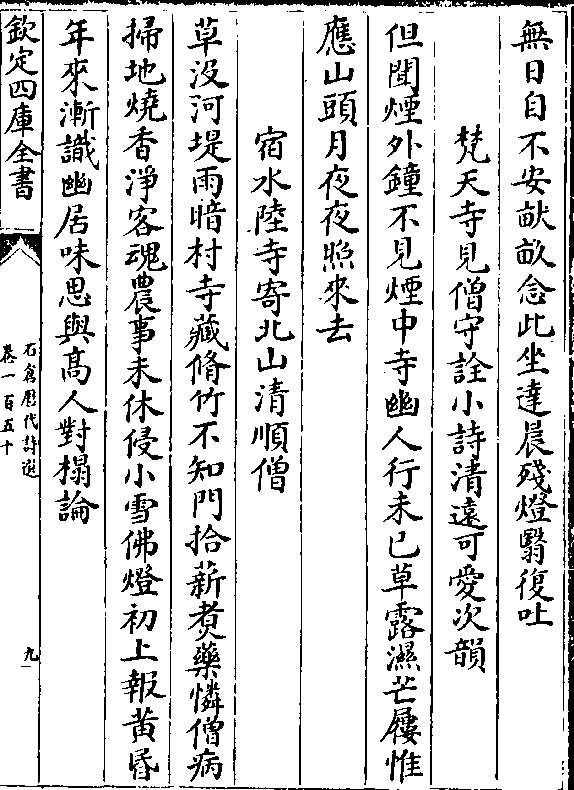 無日自不安畎畝念此坐達晨殘燈翳復吐
梵天寺見僧守詮小詩清遠可愛次韻
但聞煙外鐘不見煙中寺幽人行未已草露濕芒屨惟
應山頭月夜夜照來去
宿水陸寺寄北山清順僧
草沒河堤雨暗村寺藏脩竹不知門拾薪煑藥憐僧病
掃地燒香淨客魂農事未休侵小雪佛燈初上報黃昏
年來漸識幽居味思與高人對榻論
欽定四庫全書
石倉歷代詩選
卷一百五十
九